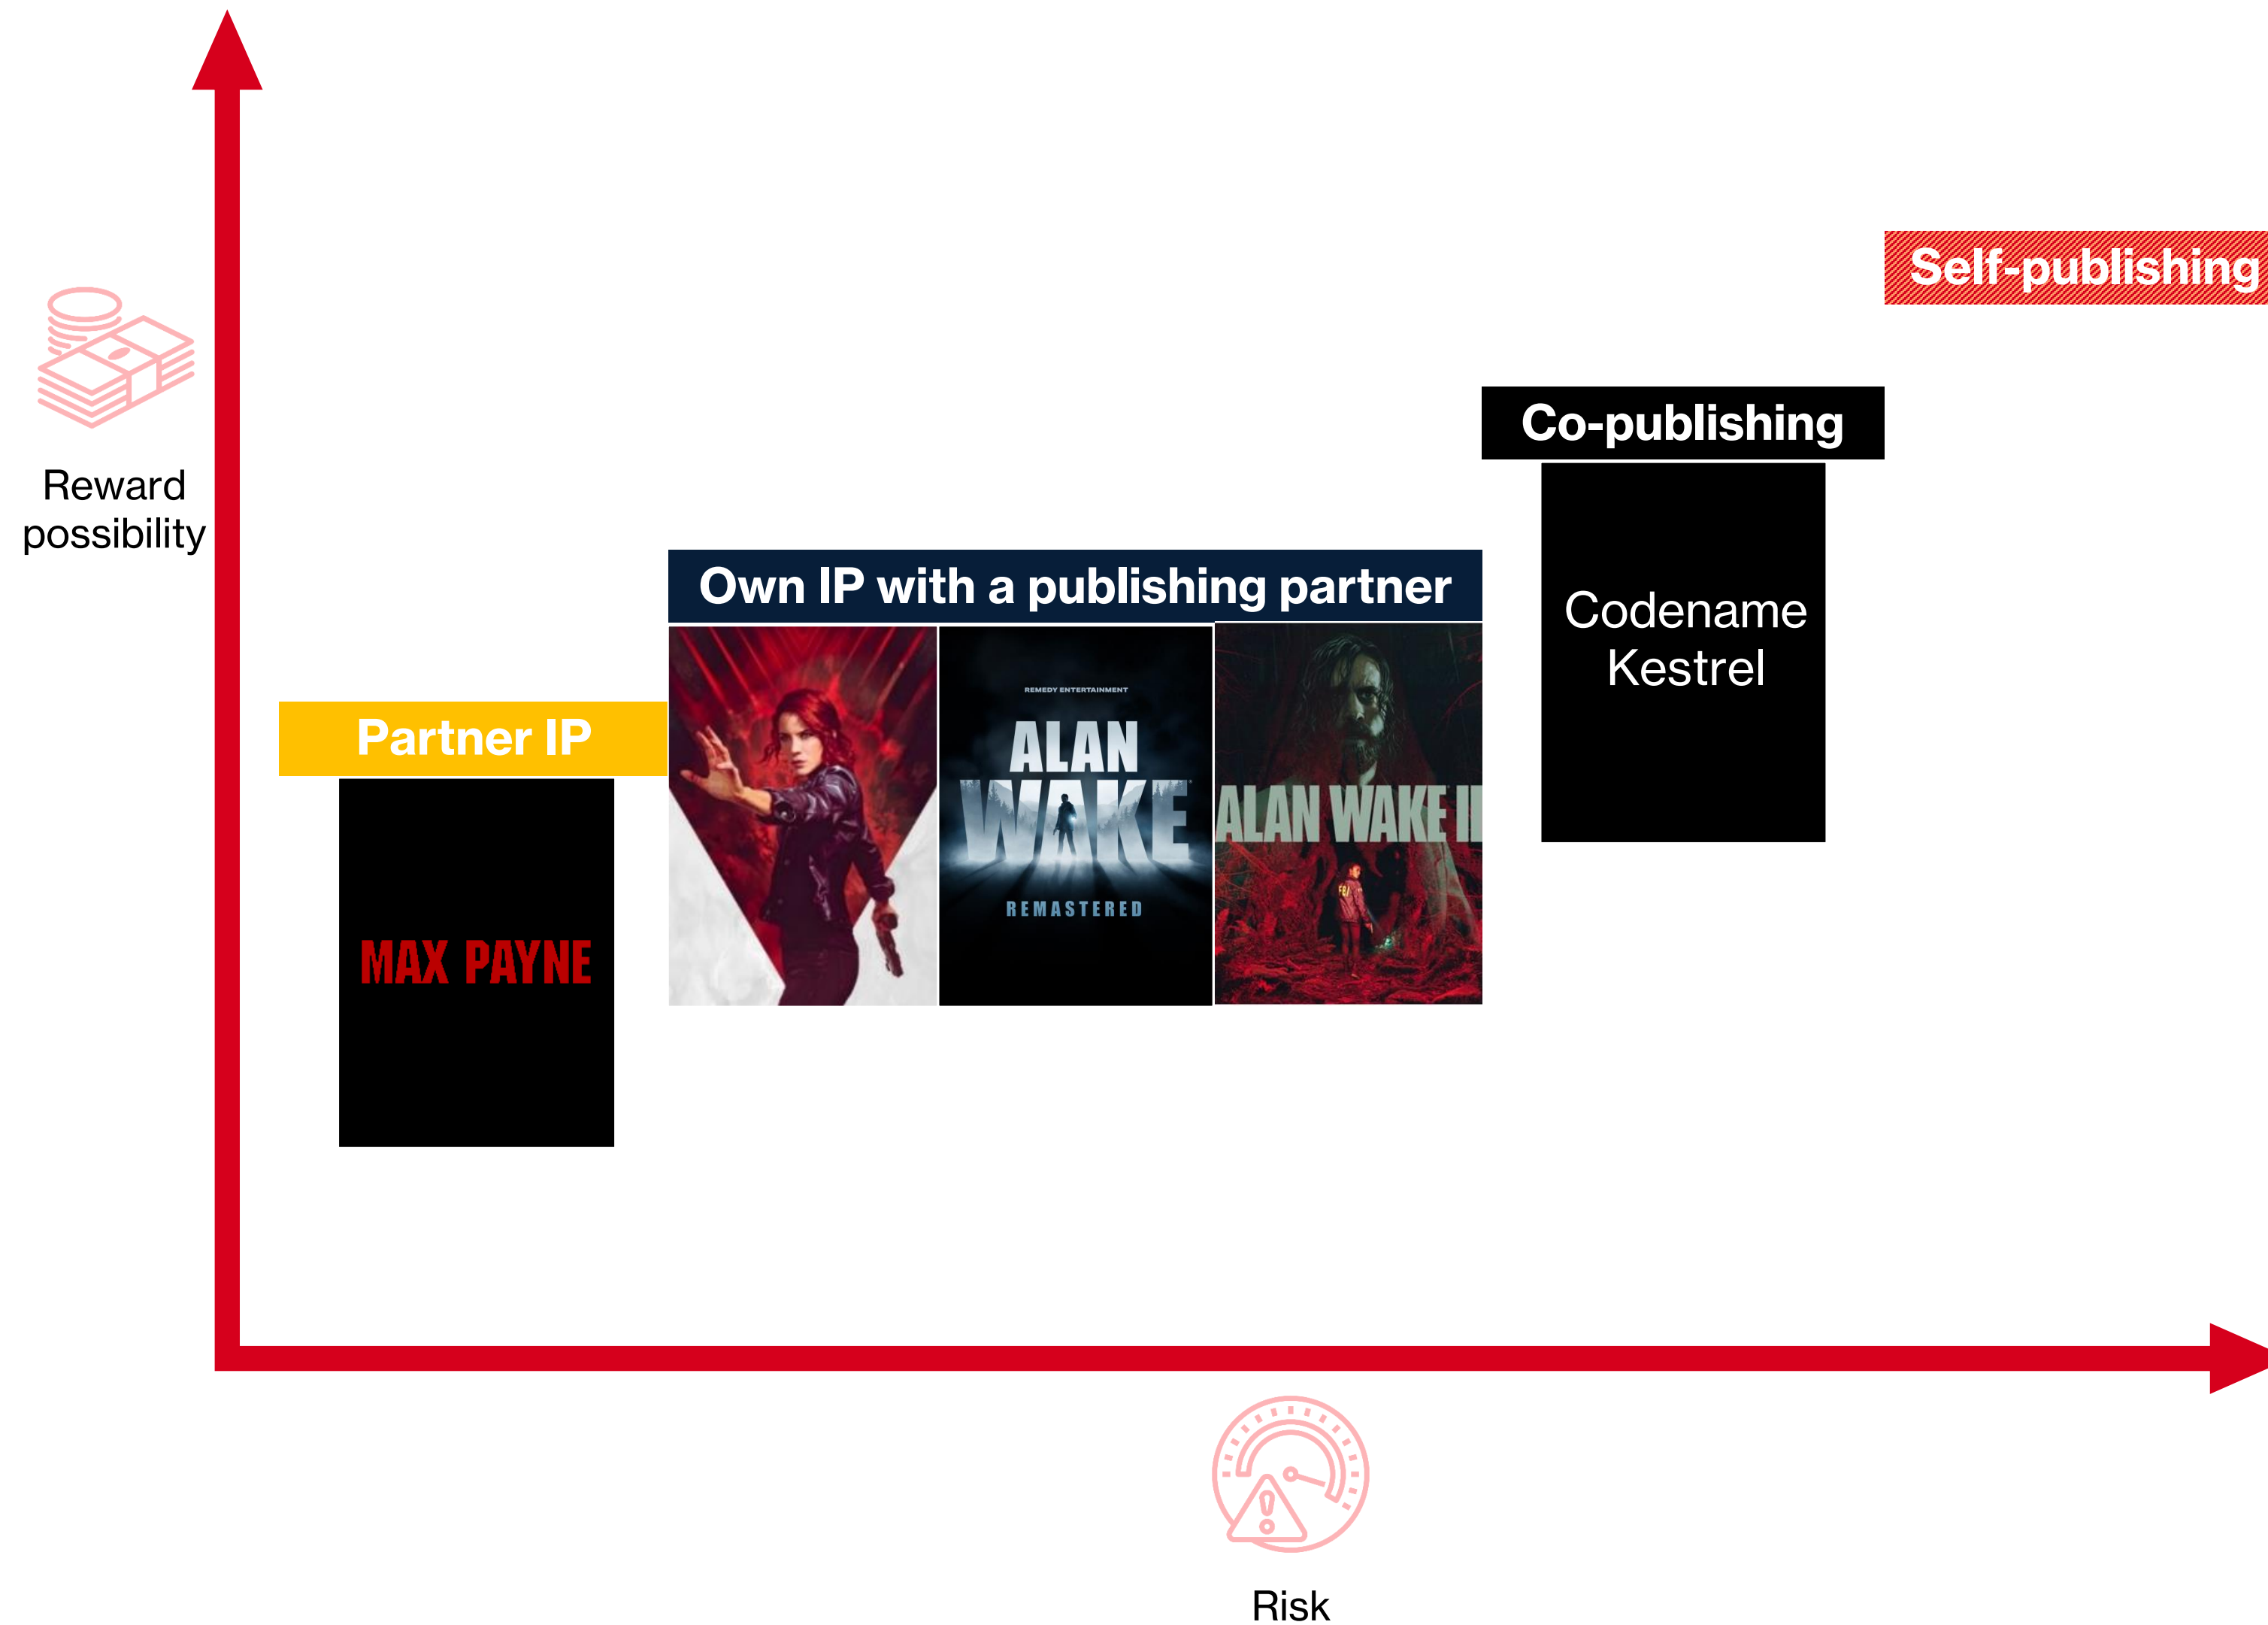 Self-publishing
Co-publishing
Reward
possibility
Own IP with a publishing partner
Codename
Kestrel
Partner IP
REMEDY ENTERTAINMENT
ALAN
WAKE
REMASTERED
ALAN WAKE II
FBI
MAX PAYNE
Risk